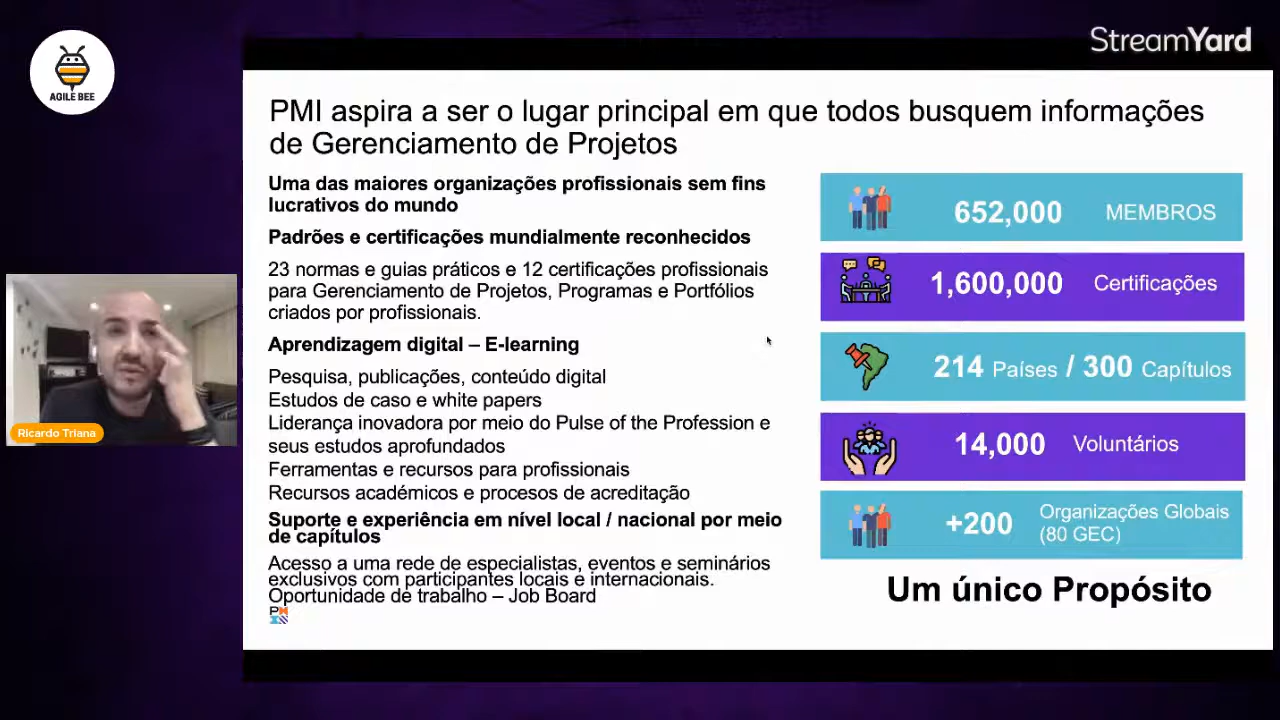 AGILE BEE
StreamYard
PMI aspira a ser o lugar principal em que todos busquem informações
de Gerenciamento de Projetos
Uma das maiores organizações profissionais sem fins
lucrativos do mundo
Padrões e certificações mundialmente reconhecidos
23 normas e guias práticos e 12 certificações profissionais
para Gerenciamento de Projetos, Programas e Portfólios
criados por profissionais.
Aprendizagem digital – E-learning
Pesquisa, publicações, conteúdo digital
Estudos de caso e white papers
Liderança inovadora por meio do Pulse of the Profession e
seus estudos aprofundados
Ferramentas e recursos para profissionais
Recursos académicos e procesos de acreditação
Suporte e experiência em nível local / nacional por meio
de capítulos
Acesso a uma rede de especialistas, eventos e seminários
exclusivos com participantes locais e internacionais.
Oportunidade de trabalho – Job Board
652,000 MEMBROS
1,600,000 Certificações
214 Países / 300 Capítulos
14,000 Voluntários
+200 Organizações Globais
(80 GEC)
Um único Propósito
Ricardo Triana